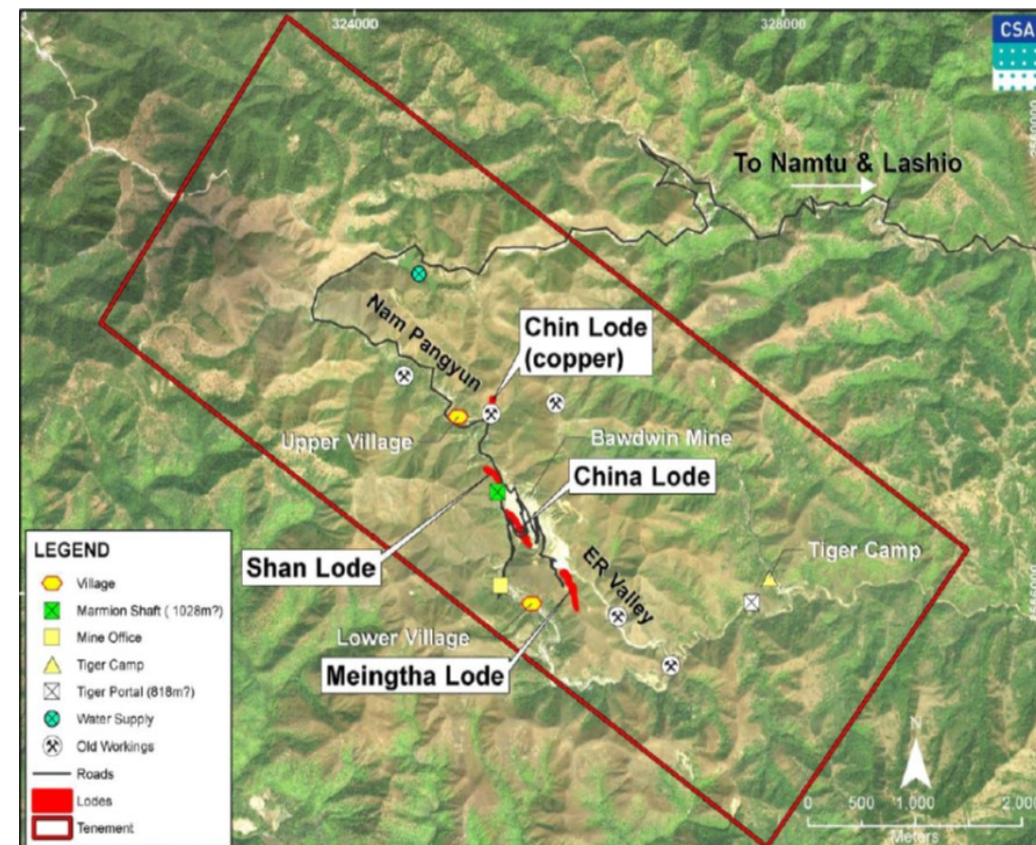 324000
328000
CSA
To Namtu & Lashio
Nam Pangyun
Chin Lode
(copper)
Upper Village
Bawdwin Mine
China Lode
Shan Lode
ER Valley
Tiger Camp
Lower Village
Meingtha Lode
LEGEND
Village
Marmion Shaft ( 1028m?)
Mine Office
Tiger Camp
Tiger Portal (818m?)
Water Supply
Old Workings
Roads
Lodes
Tenement
N
0 500 1,000 2,000
Meters